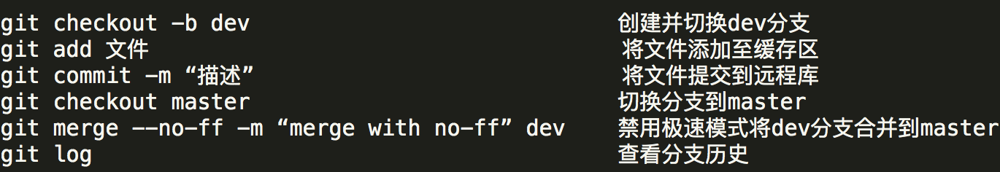 git checkout -b dev 创建并切换dev分支
git add 文件 将文件添加至缓存区
git commit -m “描述” 将文件提交到远程库
git checkout master 切换分支到master
git merge --no-ff -m “merge with no-ff” dev 禁用极速模式将dev分支合并到master
git log 查看分支历史